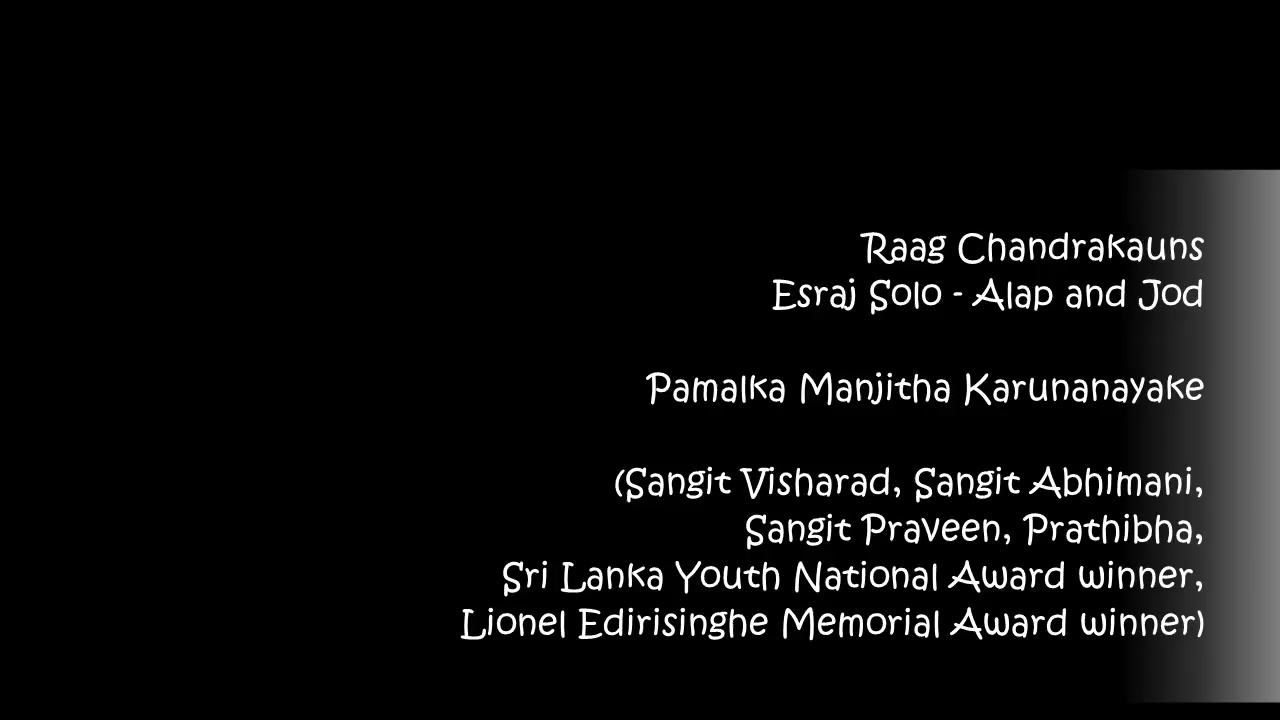 Raag Chandrakauns
Esraj Solo - Alap and Jod
Pamalka Manjitha Karunanayake
(Sangit Visharad, Sangit Abhimani,
Sangit Praveen, Prathibha,
Sri Lanka Youth National Award winner,
Lionel Edirisinghe Memorial Award winner)